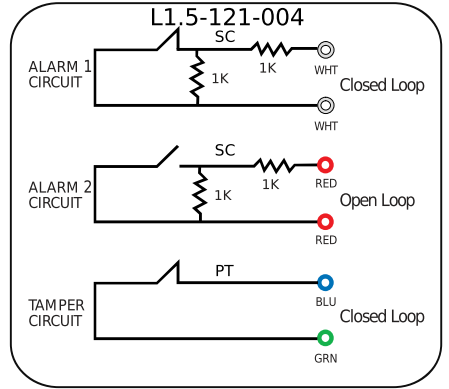 L1.5-121-004
ALARM 1
CIRCUIT
SC
1K
1K
WHT
WHT
Closed Loop
ALARM 2
CIRCUIT
SC
1K
1K
RED
RED
Open Loop
TAMPER
CIRCUIT
PT
BLU
GRN
Closed Loop